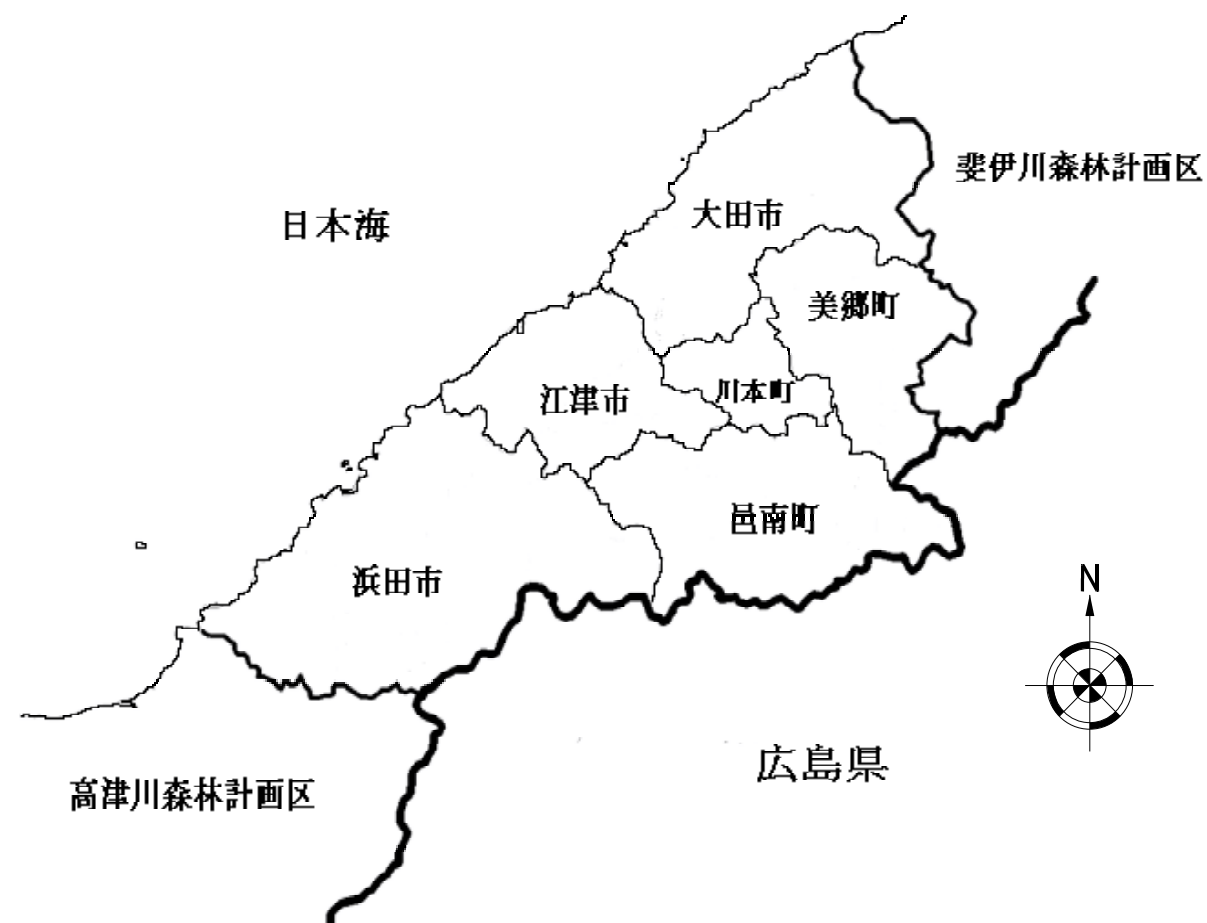 斐伊川森林計画区
大田市
日本海
美郷町
川本町
江津市
邑南町
浜田市
N
広島県
高津川森林計画区